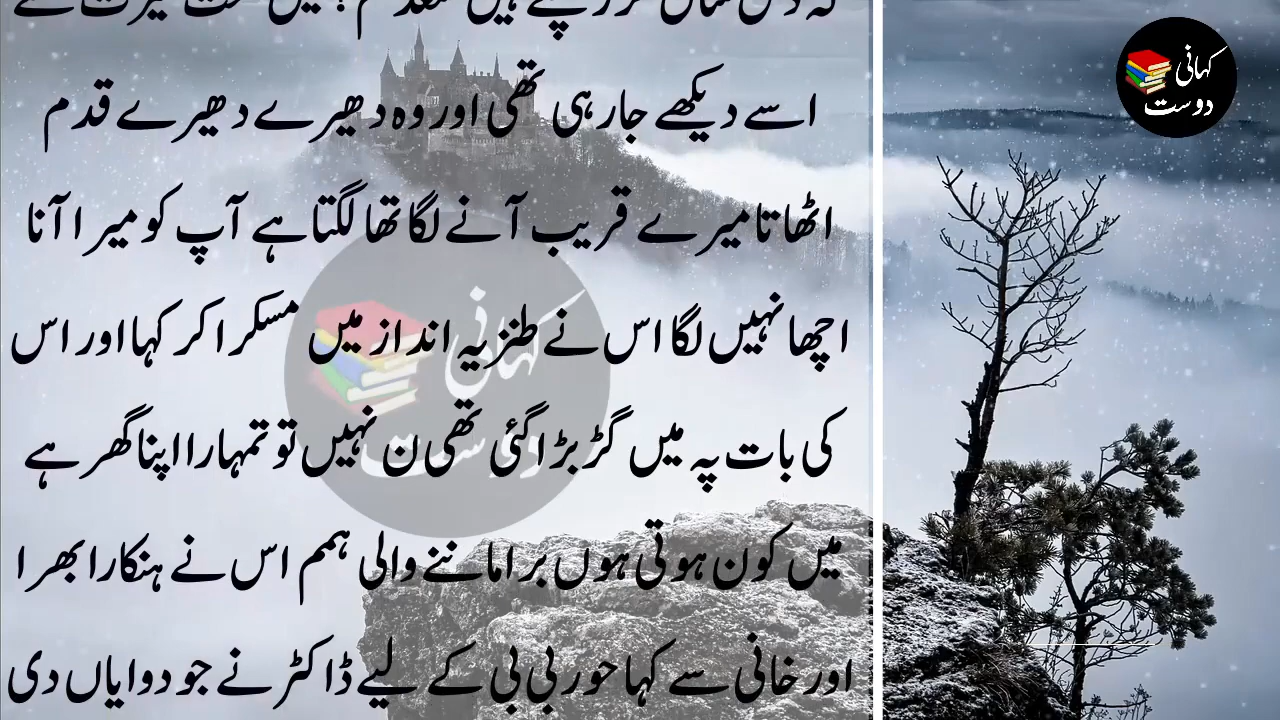 اسے دیکھے جارہی تھی اور وہ دھیرے دھیرے قدم
اٹھاتا میرے قریب آنے لگا تھا لگتا ہے آپ کو میرا آنا
اچھا نہیں لگا اس نے طنزیہ انداز میں مسکرا کر کہا اور اس
کی بات پہ میں گڑبڑا گئی تھی ن نہیں تو تمہارا اپنا گھر ہے
میں کون ہوتی ہوں برا ماننے والی ہمم اس نے ہنکارا بھرا
اور خانی سے کہا حور بی بی کے لیے ڈاکٹر نے جو دوایاں دی
کہانی
دوست
کہانی
دوست